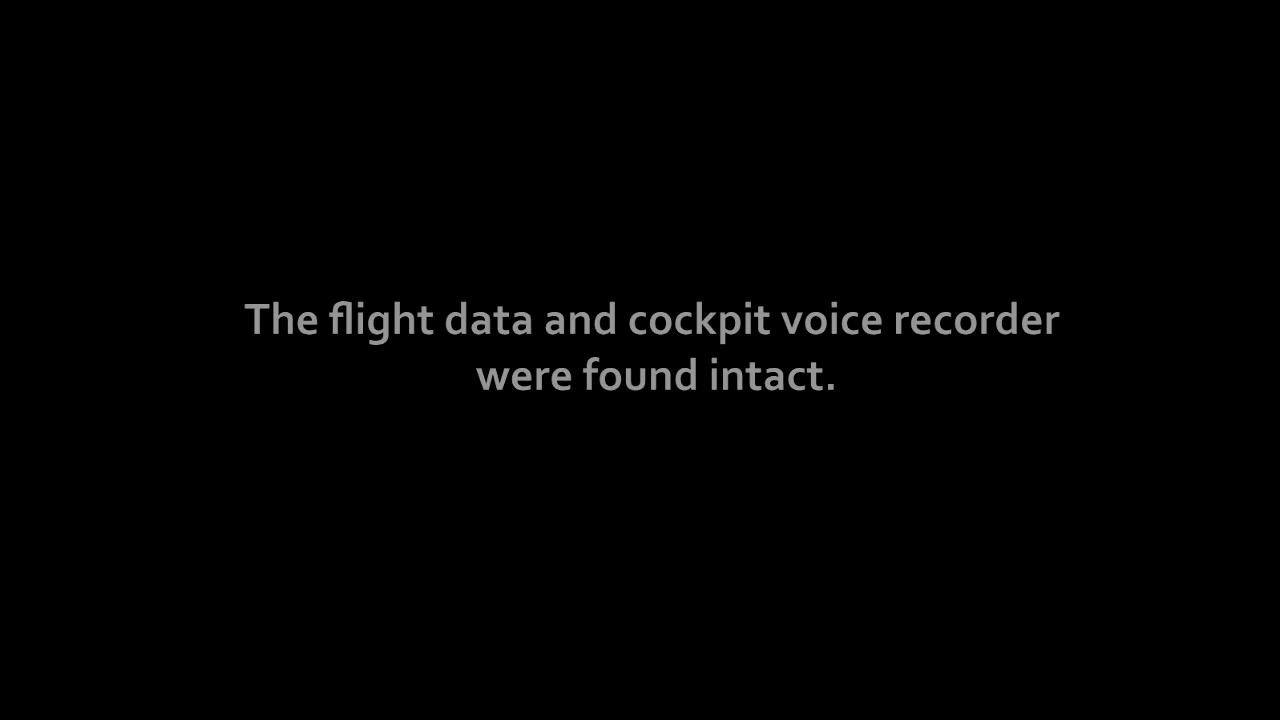 The flight data and cockpit voice recorder
were found intact.